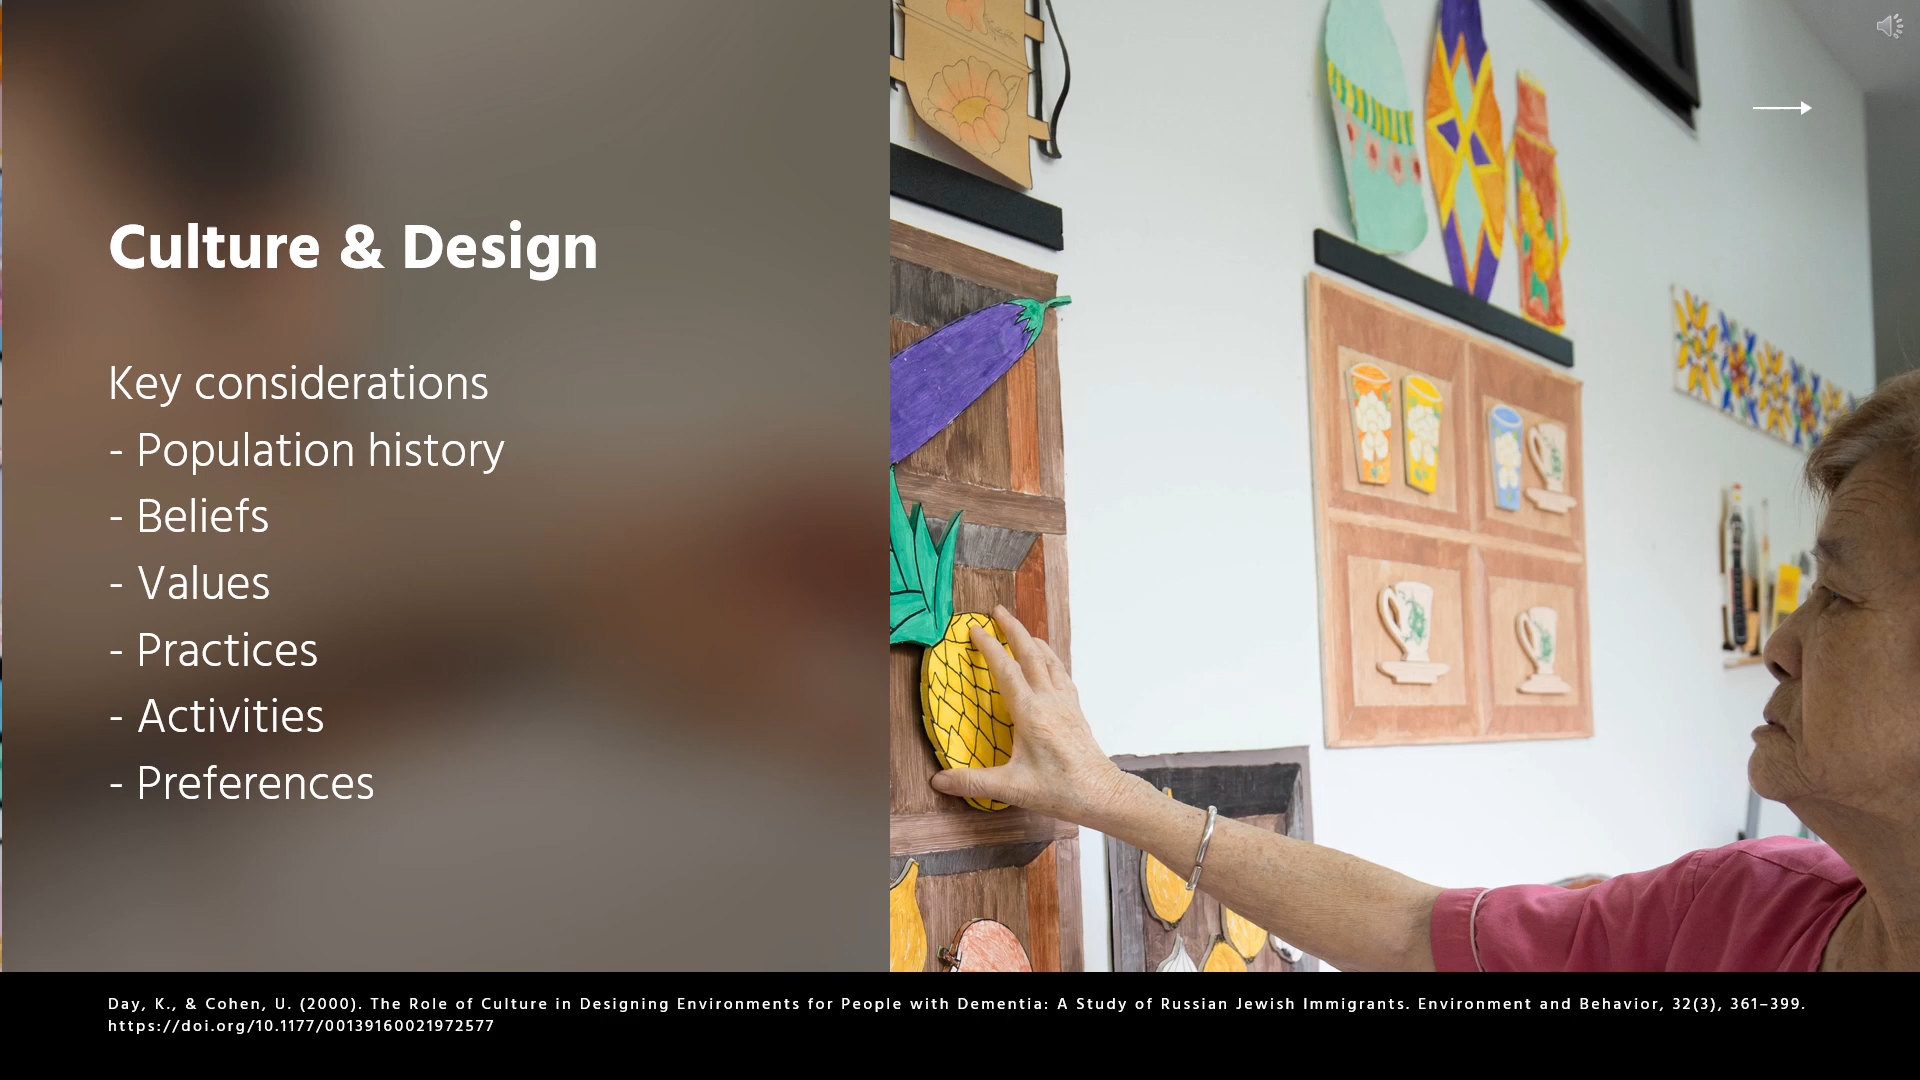 Culture & Design
Key considerations
- Population history
- Beliefs
- Values
- Practices
- Activities
- Preferences
Day, K., & Cohen, U. (2000). The Role of Culture in Designing Environments for People with Dementia: A Study of Russian Jewish Immigrants. Environment and Behavior, 32(3), 361–399.
https://doi.org/10.1177/00139160021972577